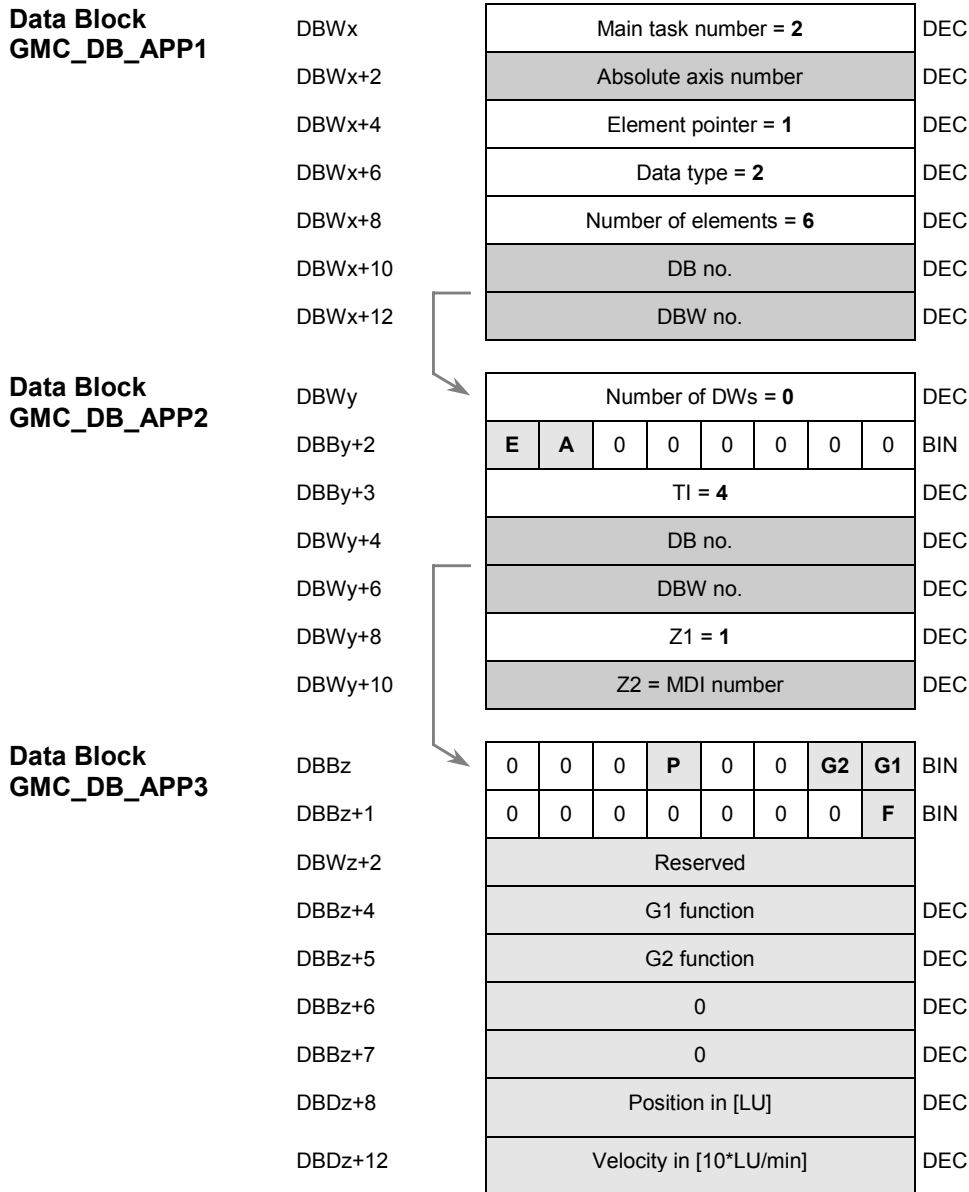 Data Block
GMC_DB_APP1
DBWx Main task number = 2 DEC
DBWx+2 Absolute axis number DEC
DBWx+4 Element pointer = 1 DEC
DBWx+6 Data type = 2 DEC
DBWx+8 Number of elements = 6 DEC
DBWx+10 DB no. DEC
DBWx+12 DBW no. DEC
Data Block
GMC_DB_APP2
DBWy Number of DWs = 0 DEC
DBBy+2 E A 0 0 0 0 0 0 BIN
DBBy+3 TI = 4 DEC
DBWy+4 DB no. DEC
DBWy+6 DBW no. DEC
DBWy+8 Z1 = 1 DEC
DBWy+10 Z2 = MDI number DEC
Data Block
GMC_DB_APP3
DBBz 0 0 0 P 0 0 G2 G1 BIN
DBBz+1 0 0 0 0 0 0 0 F BIN
DBWz+2 Reserved
DBBz+4 G1 function DEC
DBBz+5 G2 function DEC
DBBz+6 0 DEC
DBBz+7 0 DEC
DBDz+8 Position in [LU] DEC
DBDz+12 Velocity in [10*LU/min] DEC